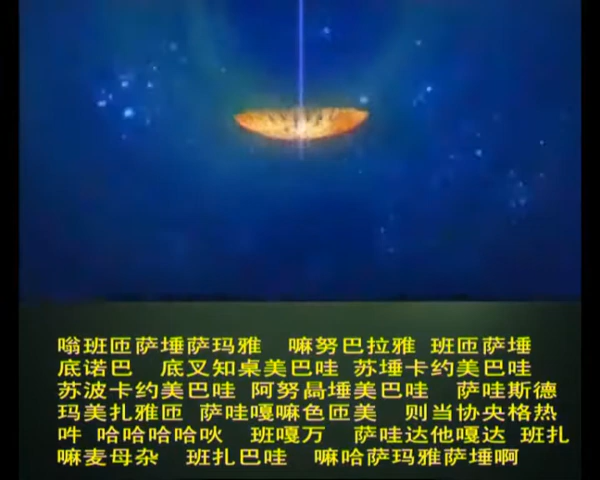 嗡班匝萨埵萨玛雅 嘛努巴拉雅 班匝萨埵
底诺巴 底叉知桌美巴哇 苏埵卡约美巴哇
苏波卡约美巴哇 阿努曷埵美巴哇 萨哇斯德
玛美扎雅匝 萨哇嘎嘛色匝美 则当协央格热
吽 哈哈哈哈吙 班嘎万 萨哇达他嘎达 班扎
嘛麦母杂 班扎巴哇 嘛哈萨玛雅萨埵啊